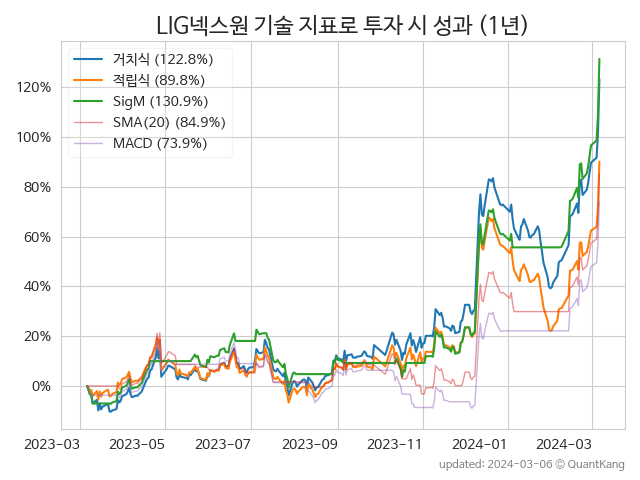 LIG넥스원 기술 지표로 투자 시 성과 (1년)
거치식 (122.8%)
적립식 (89.8%)
SigM (130.9%)
SMA(20) (84.9%)
MACD (73.9%)
120%
100%
80%
60%
40%
20%
0%
2023-03 2023-05 2023-07 2023-09 2023-11 2024-01 2024-03
updated: 2024-03-06 © QuantKang